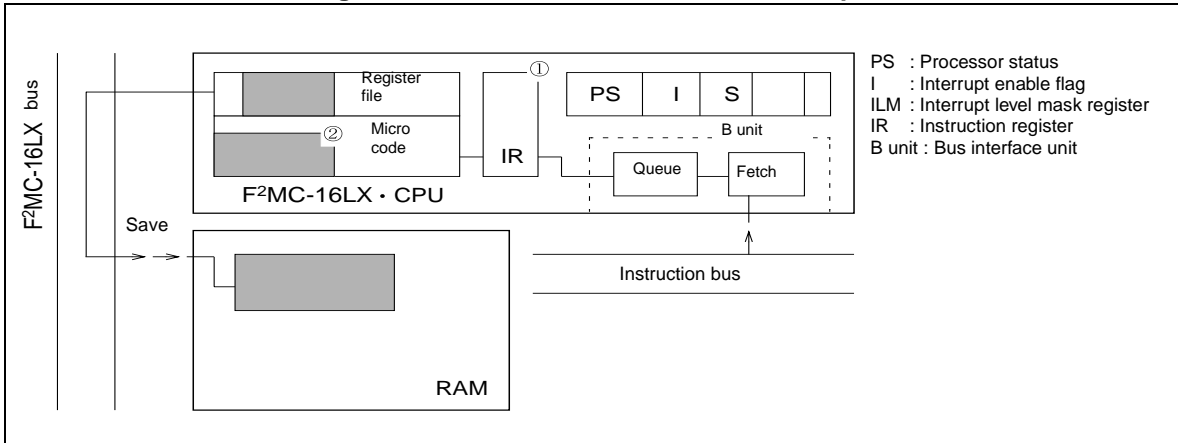 F²MC-16LX bus
Register
file
①
PS I S
② Micro
code
IR
B unit
Queue Fetch
F²MC-16LX・CPU
Save
Instruction bus
RAM
PS : Processor status
I : Interrupt enable flag
ILM : Interrupt level mask register
IR : Instruction register
B unit : Bus interface unit